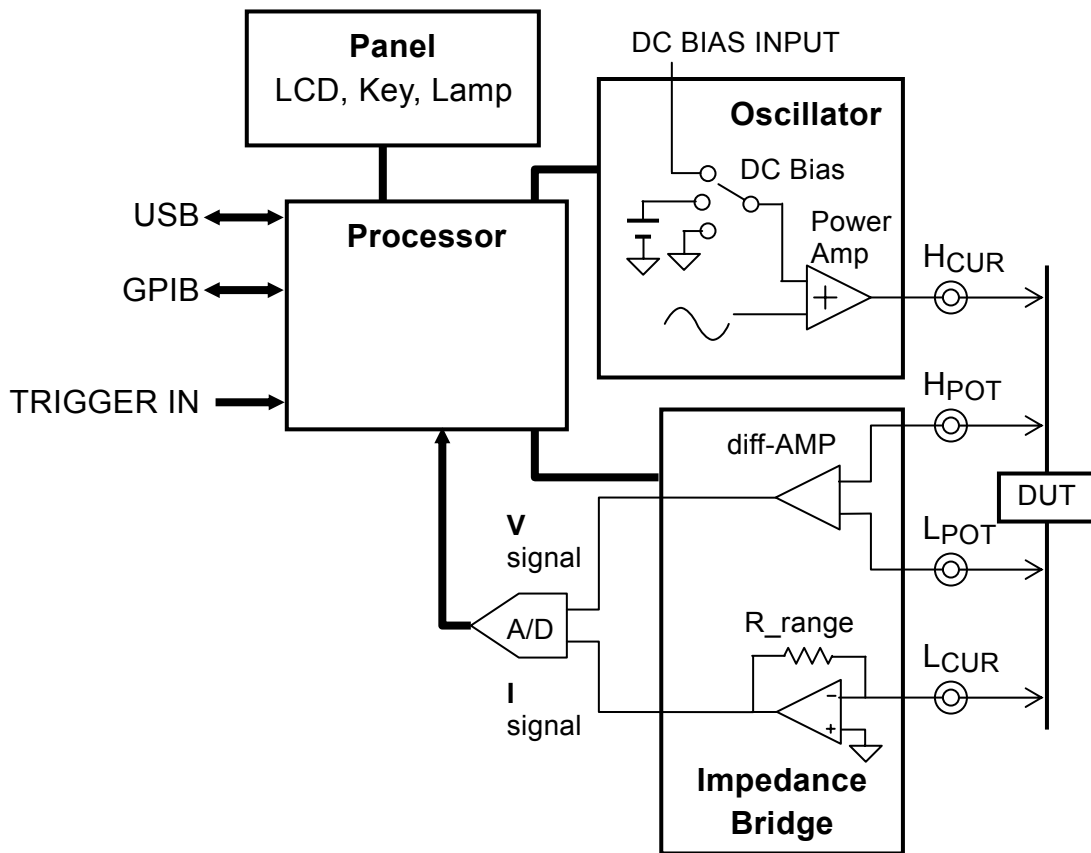 Panel
LCD, Key, Lamp
DC BIAS INPUT
Oscillator
DC Bias
Power
Amp
USB
GPIB
TRIGGER IN
Processor
HCUR
HPOT
diff-AMP
DUT
LPOT
V
signal
A/D
R_range
LCUR
I
signal
Impedance
Bridge